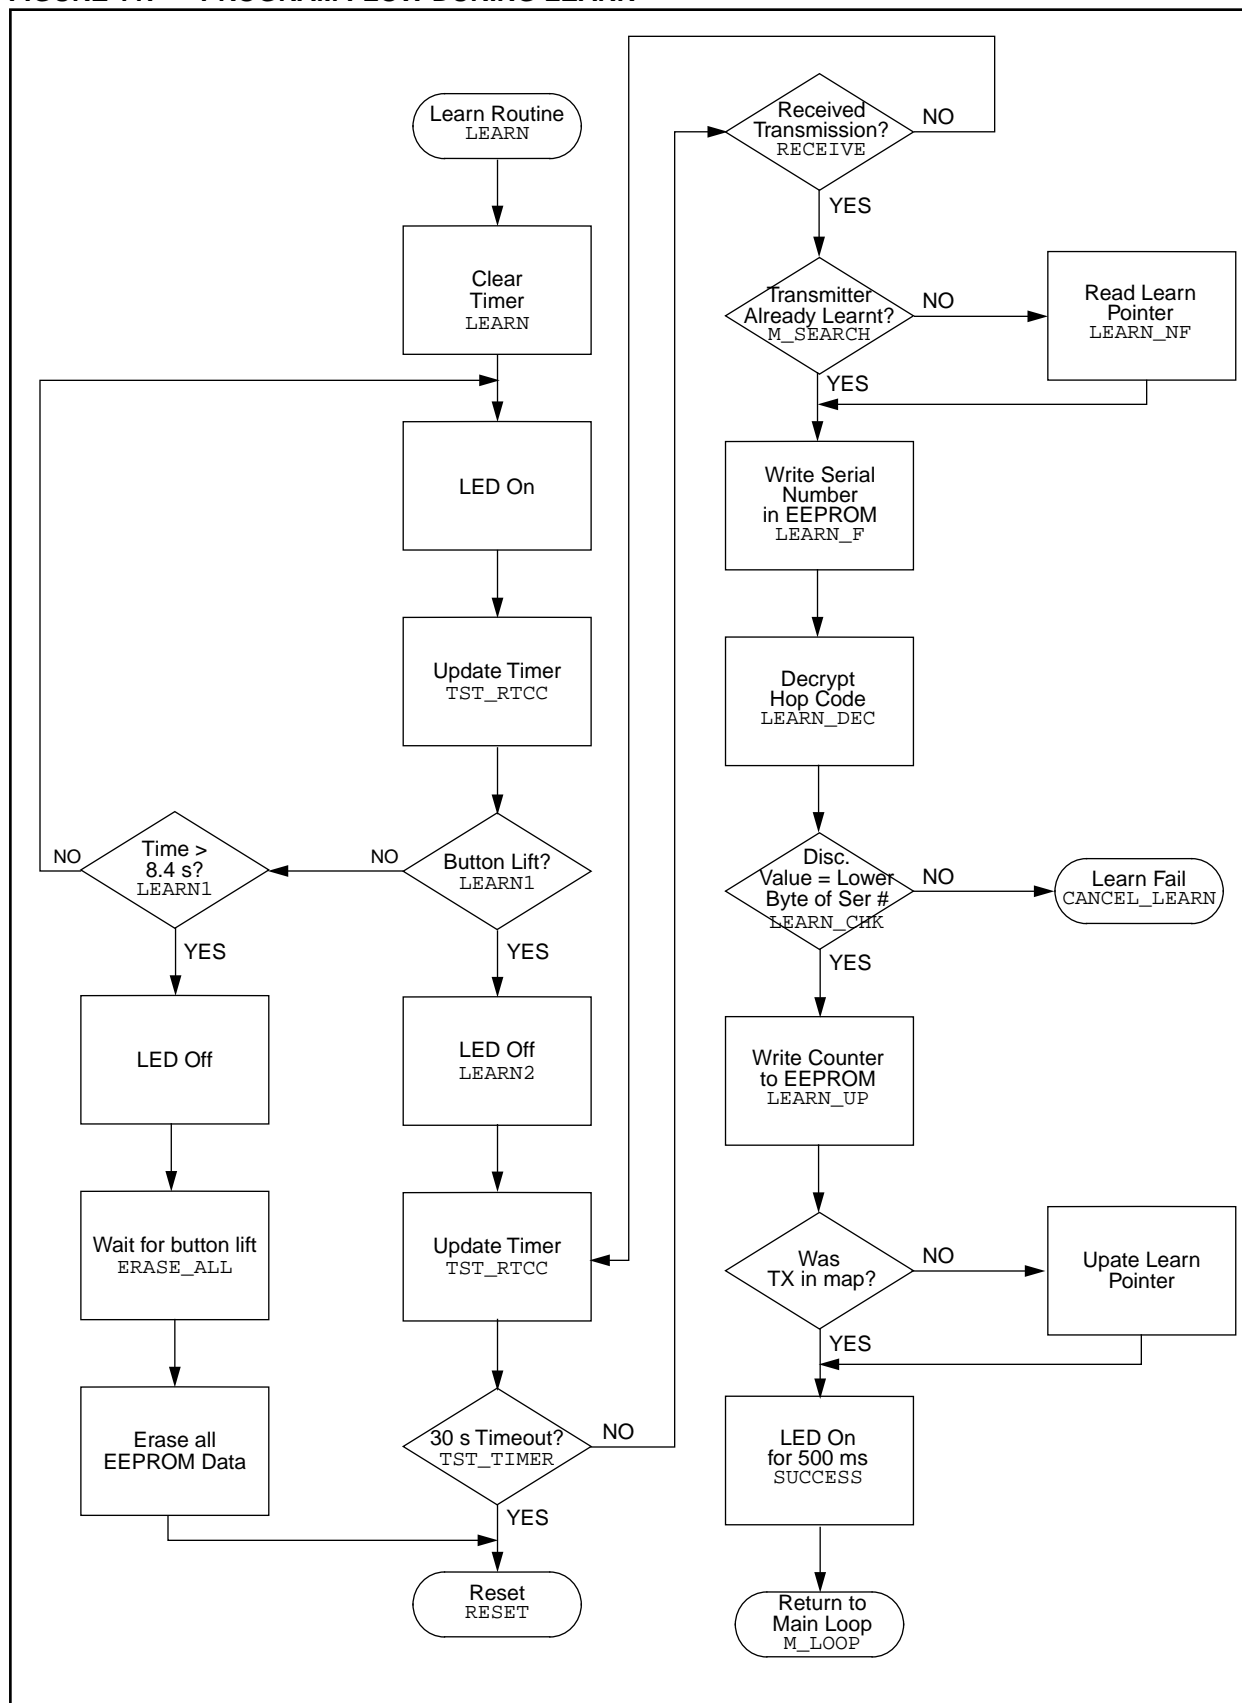 Learn Routine
LEARN
Clear
Timer
LEARN
LED On
Update Timer
TST_RTCC
Button Lift?
LEARN1
NO
YES
Time >
8.4 s?
LEARN1
NO
YES
LED Off
Wait for button lift
ERASE_ALL
Erase all
EEPROM Data
LED Off
LEARN2
Update Timer
TST_RTCC
30 s Timeout?
TST_TIMER
NO
YES
Reset
RESET
Received
Transmission?
RECEIVE
NO
YES
Transmitter
Already Learnt?
M_SEARCH
NO
YES
Read Learn
Pointer
LEARN_NF
Write Serial
Number
in EEPROM
LEARN_F
Decrypt
Hop Code
LEARN_DEC
Disc.
Value = Lower
Byte of Ser #
LEARN_CHK
NO
YES
Learn Fail
CANCEL_LEARN
Write Counter
to EEPROM
LEARN_UP
Was
TX in map?
NO
YES
Upate Learn
Pointer
LED On
for 500 ms
SUCCESS
Return to
Main Loop
M_LOOP